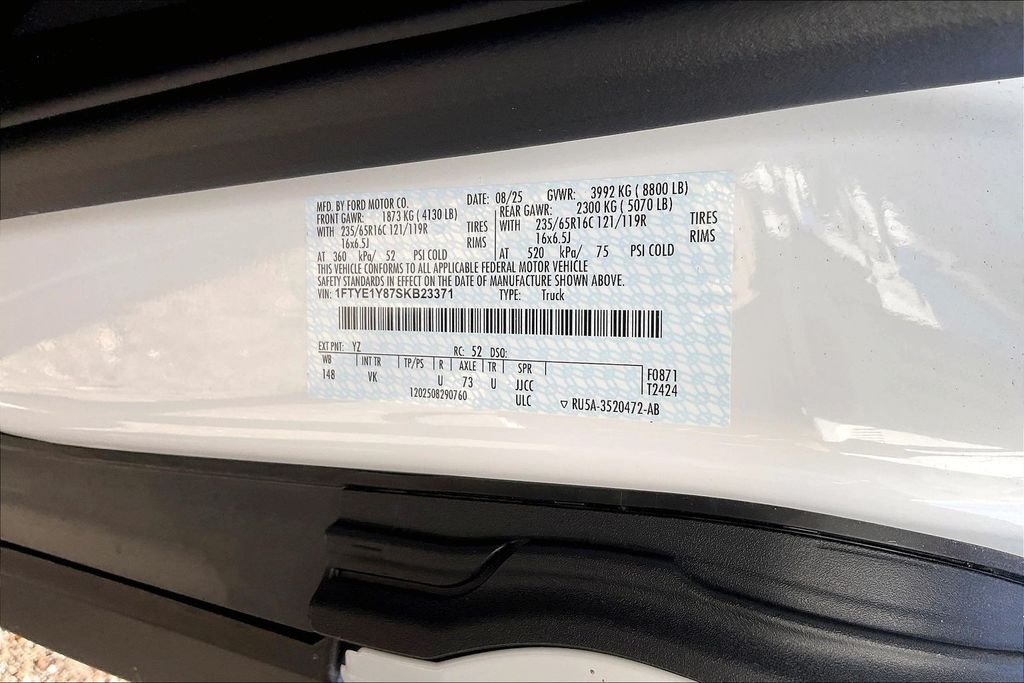 MFD. BY FORD MOTOR CO. DATE: 08/25 GVWR: 3992 KG ( 8800 LB)
FRONT GAWR: 1873 KG ( 4130 LB) REAR GAWR: 2300 KG ( 5070 LB)
WITH 235/65R16C 121/119R TIRES WITH 235/65R16C 121/119R TIRES
16x6.5J RIMS 16x6.5J RIMS
AT 360 kPa/ 52 PSI COLD AT 520 kPa/ 75 PSI COLD
THIS VEHICLE CONFORMS TO ALL APPLICABLE FEDERAL MOTOR VEHICLE
SAFETY STANDARDS IN EFFECT ON THE DATE OF MANUFACTURE SHOWN ABOVE.
VIN: 1FTYE1Y87SKB23371 TYPE: Truck
EXT PNT: YZ RC: 52 DSO:
WB INT TR TP/PS R AXLE TR SPR F0871
148 VK U 73 U JJCC T2424
1202508290760 ULC RU5A-3520472-AB